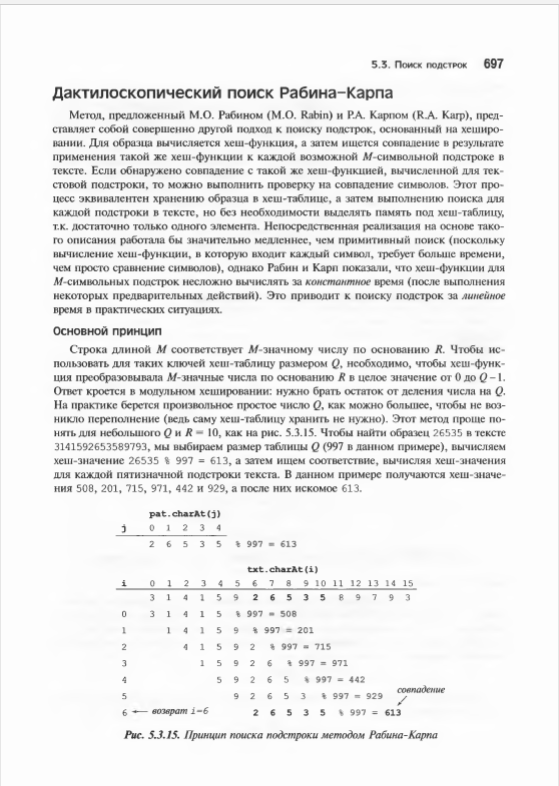 5.3. Поиск подстрок 697
Дактилоскопический поиск Рабина–Карпа
Метод, предложенный М.О. Рабином (M.O. Rabin) и Р.А. Карпом (R.A. Karp), пред-
ставляет собой совершенно другой подход к поиску подстрок, основанный на хеширо-
вании. Для образца вычисляется хеш-функция, а затем ищется совпадение в результате
применения такой же хеш-функции к каждой возможной M-символьной подстроке в
тексте. Если обнаружено совпадение с такой же хеш-функцией, вычисленной для тек-
стовой подстроки, то можно выполнить проверку на совпадение символов. Этот про-
цесс эквивалентен хранению образца в хеш-таблице, а затем выполнению поиска для
каждой подстроки в тексте, но без необходимости выделять память под хеш-таблицу,
т.к. достаточно только одного элемента. Непосредственная реализация на основе тако-
го описания работала бы значительно медленнее, чем примитивный поиск (поскольку
вычисление хеш-функции, в которую входит каждый символ, требует больше времени,
чем просто сравнение символов), однако Рабин и Карп показали, что хеш-функции для
M-символьных подстрок несложно вычислять за константное время (после выполнения
некоторых предварительных действий). Это приводит к поиску подстрок за линейное
время в практических ситуациях.
Основной принцип
Строка длиной M соответствует M-значному числу по основанию R. Чтобы ис-
пользовать для таких ключей хеш-таблицу размером Q, необходимо, чтобы хеш-функ-
ция преобразовывала M-значные числа по основанию R в целое значение от 0 до Q – 1.
Ответ кроется в модульном хешировании: нужно брать остаток от деления числа на Q.
На практике берется произвольное простое число Q, как можно большее, чтобы не воз-
никло переполнение (ведь саму хеш-таблицу хранить не нужно). Этот метод проще по-
нять для небольшого Q и R = 10, как на рис. 5.3.15. Чтобы найти образец 26535 в тексте
3141592653589793, мы выбираем размер таблицы Q (997 в данном примере), вычисляем
хеш-значение 26535 % 997 = 613, а затем ищем соответствие, вычисляя хеш-значения
для каждой пятизначной подстроки текста. В данном примере получаются хеш-значе-
ния 508, 201, 715, 971, 442 и 929, а после них искомое 613.
pat.charAt(j)
j 0 1 2 3 4
2 6 5 3 5 % 997 = 613
txt.charAt(i)
i 0 1 2 3 4 5 6 7 8 9 10 11 12 13 14 15
3 1 4 1 5 9 2 6 5 3 5 8 9 7 9 3
0 3 1 4 1 5 % 997 = 508
1 1 4 1 5 9 % 997 = 201
2 4 1 5 9 2 % 997 = 715
3 1 5 9 2 6 % 997 = 971
4 5 9 2 6 5 % 997 = 442
5 9 2 6 5 3 % 997 = 929 совпадение
6 ← возврат i=6 2 6 5 3 5 % 997 = 613
Рис. 5.3.15. Принцип поиска подстроки методом Рабина-Карпа